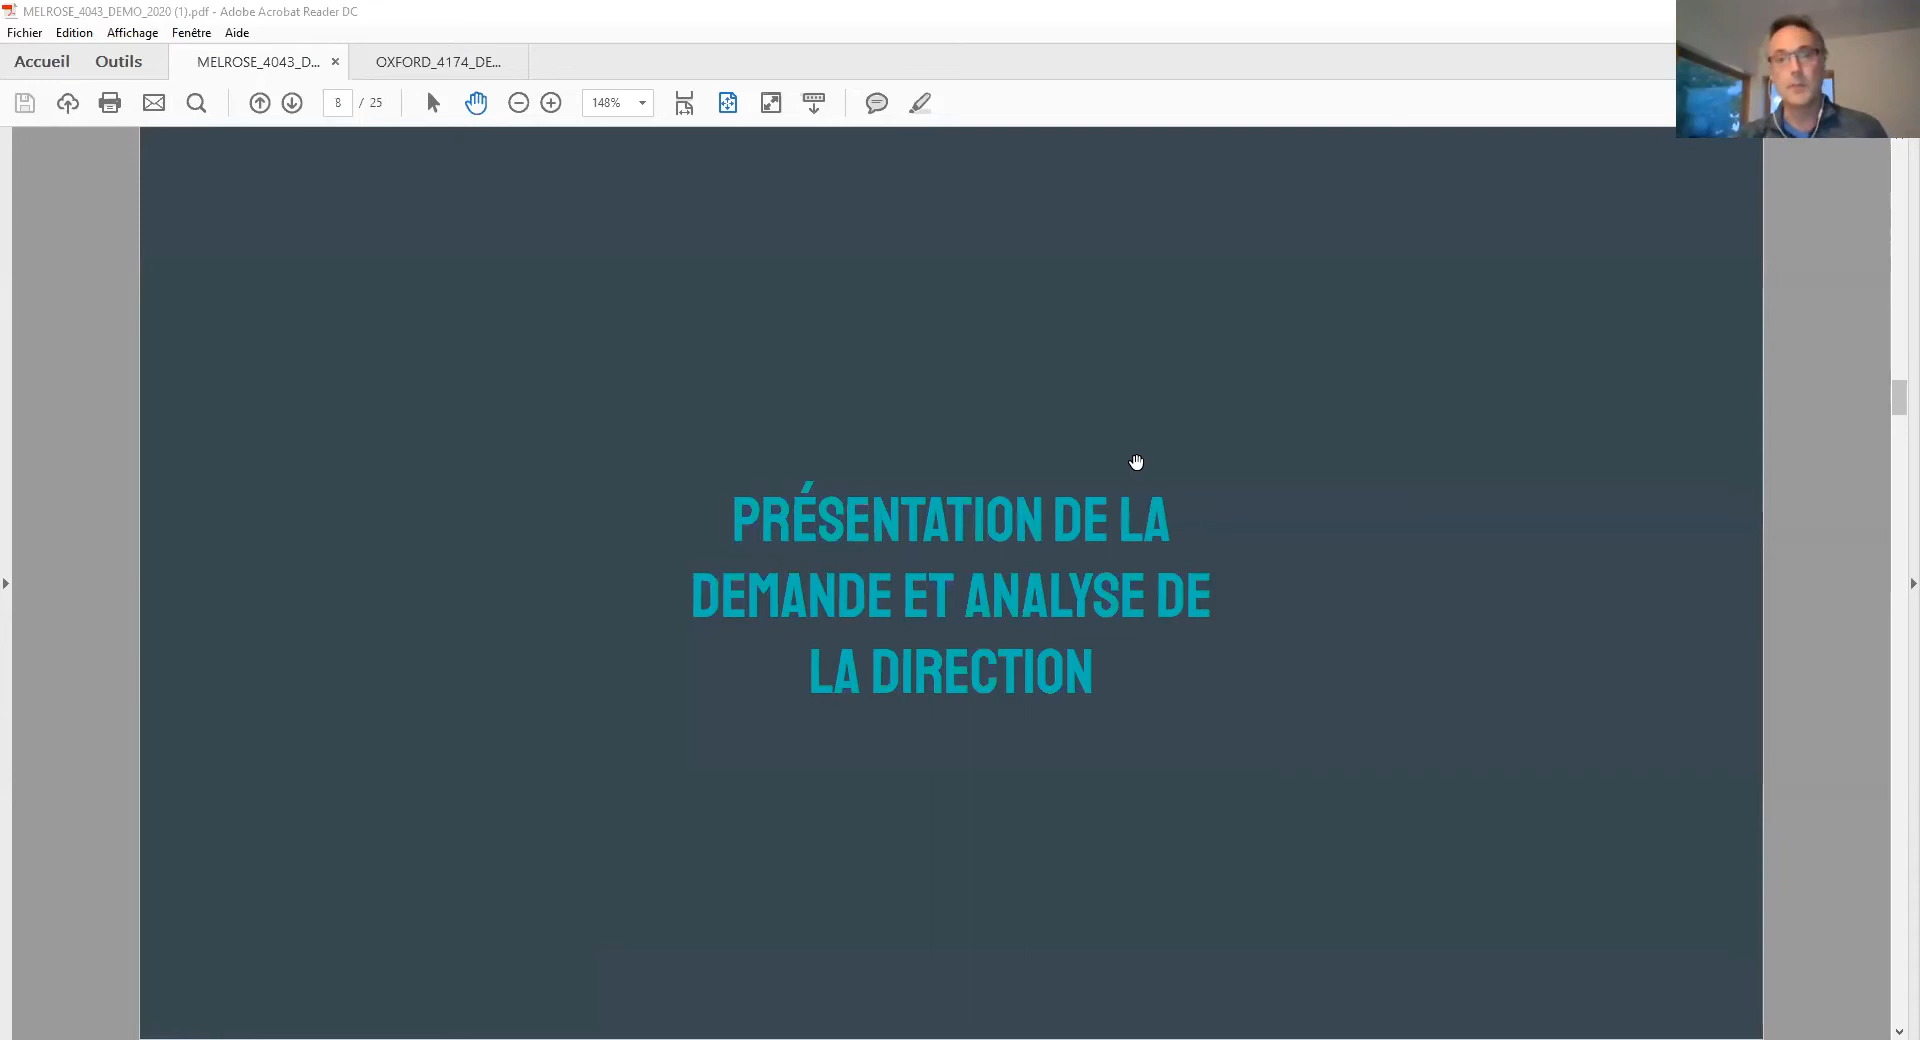 MELROSE_4043_DEMO_2020 (1).pdf - Adobe Acrobat Reader DC
Fichier Edition Affichage Fenêtre Aide
Accueil Outils MELROSE_4043_D... × OXFORD_4174_DE...
8 / 25 148%
PRÉSENTATION DE LA
DEMANDE ET ANALYSE DE
LA DIRECTION